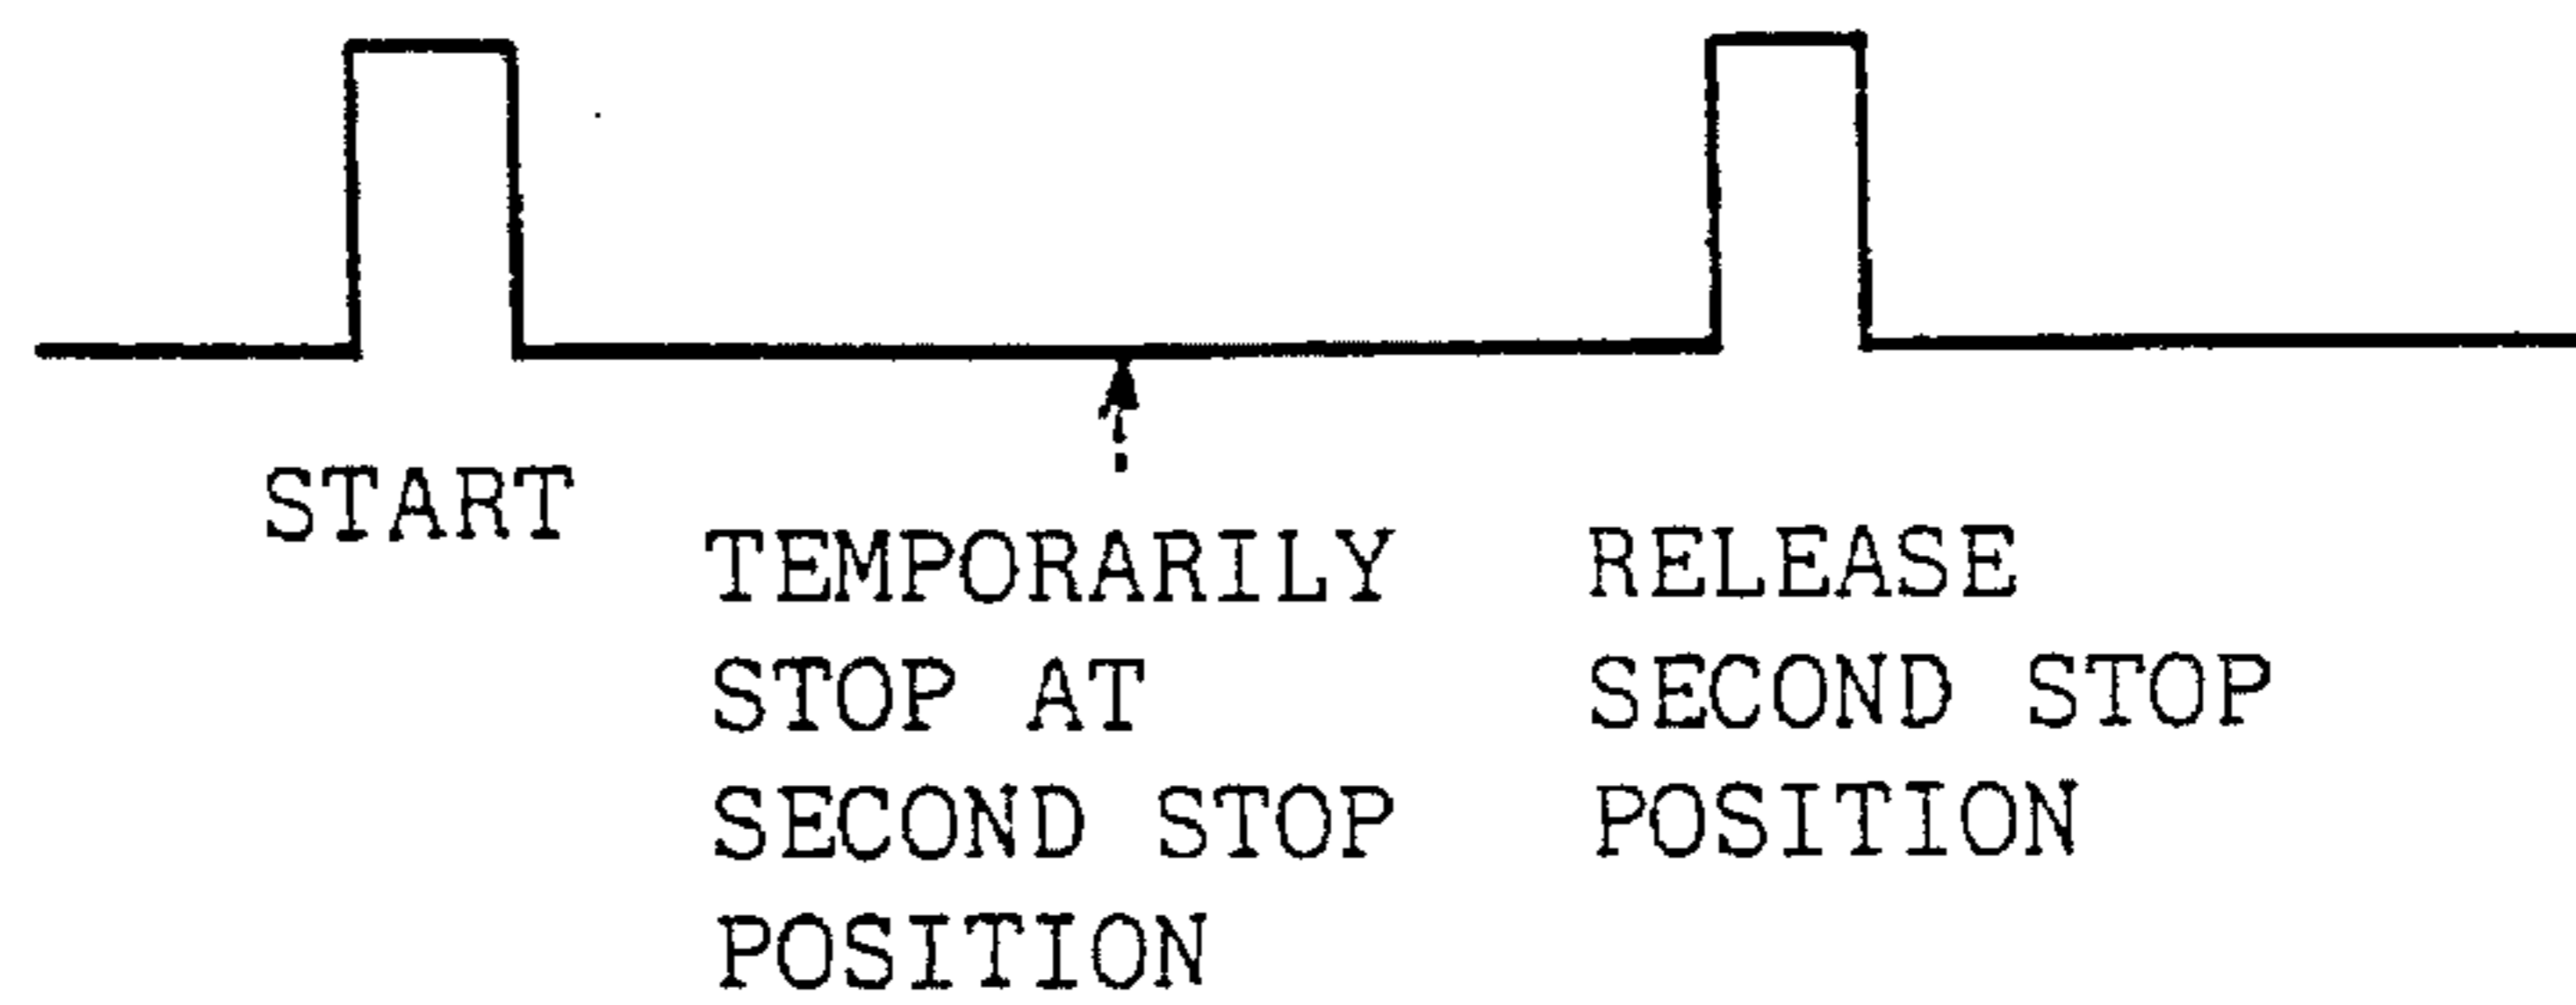 START
TEMPORARILY
STOP AT
SECOND STOP
POSITION
RELEASE
SECOND STOP
POSITION